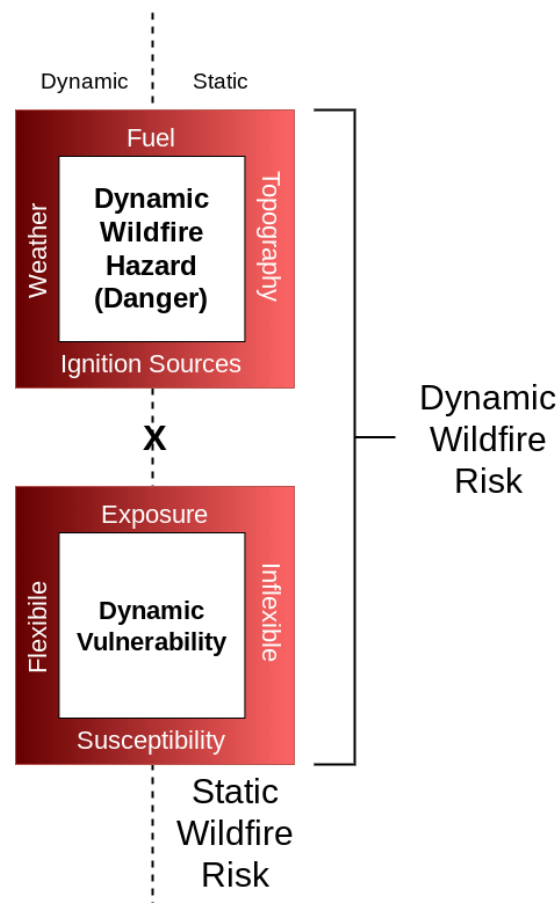 Dynamic
Static
Fuel
Weather
Dynamic
Wildfire
Hazard
(Danger)
Topography
Ignition Sources
X
Dynamic
Wildfire
Risk
Exposure
Flexibile
Dynamic
Vulnerability
Inflexible
Susceptibility
Static
Wildfire
Risk